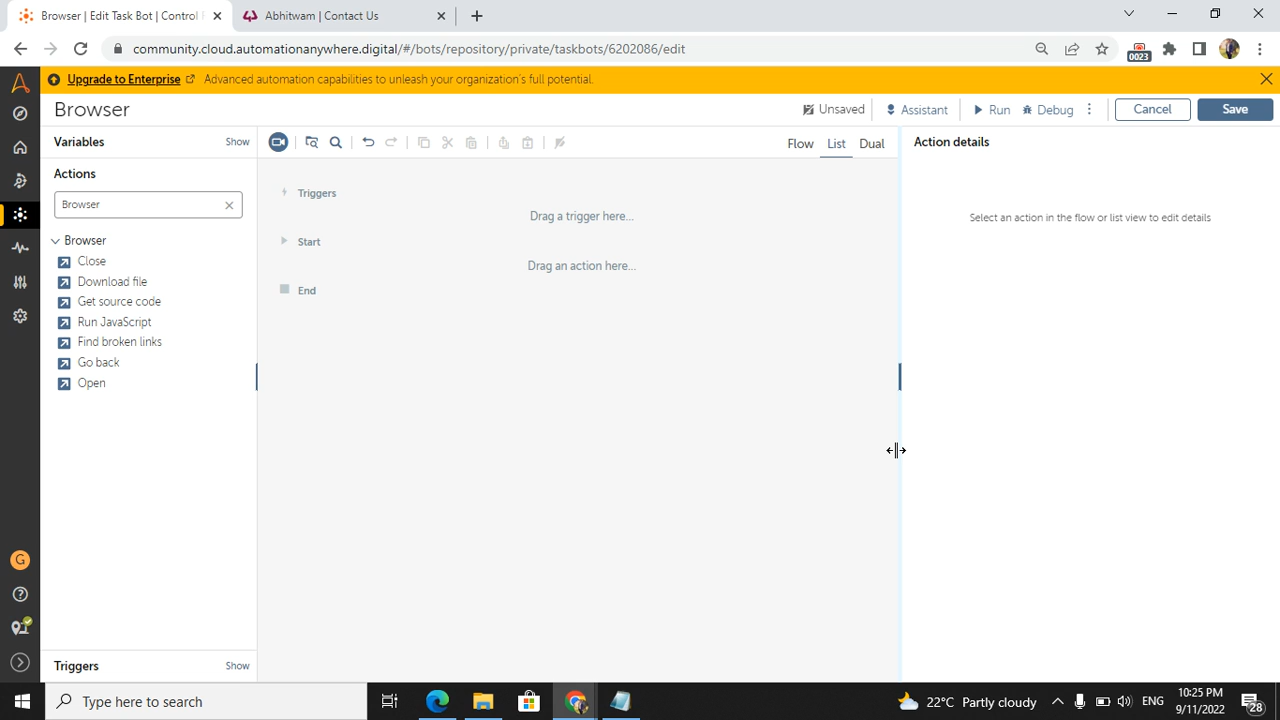 Browser | Edit Task Bot | Control
Abhitwam | Contact Us
community.cloud.automationanywhere.digital/#/bots/repository/private/taskbots/6202086/edit
0023
Upgrade to Enterprise Advanced automation capabilities to unleash your organization's full potential.
Browser
Unsaved
Assistant
Run
Debug
Cancel
Save
Variables
Show
Flow
List
Dual
Action details
Actions
Browser
Triggers
Drag a trigger here...
Select an action in the flow or list view to edit details
Browser
Start
Close
Drag an action here...
Download file
End
Get source code
Run JavaScript
Find broken links
Go back
Open
G
Triggers
Show
Type here to search
22°C Partly cloudy
ENG
10:25 PM
9/11/2022
28